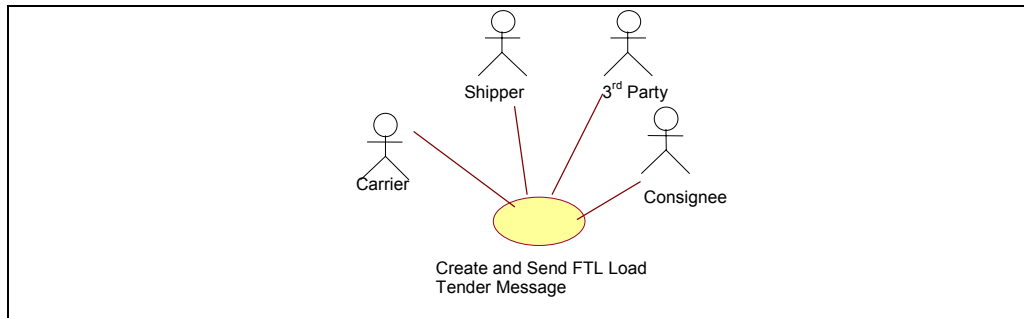 Shipper
3rd Party
Carrier
Consignee
Create and Send FTL Load
Tender Message